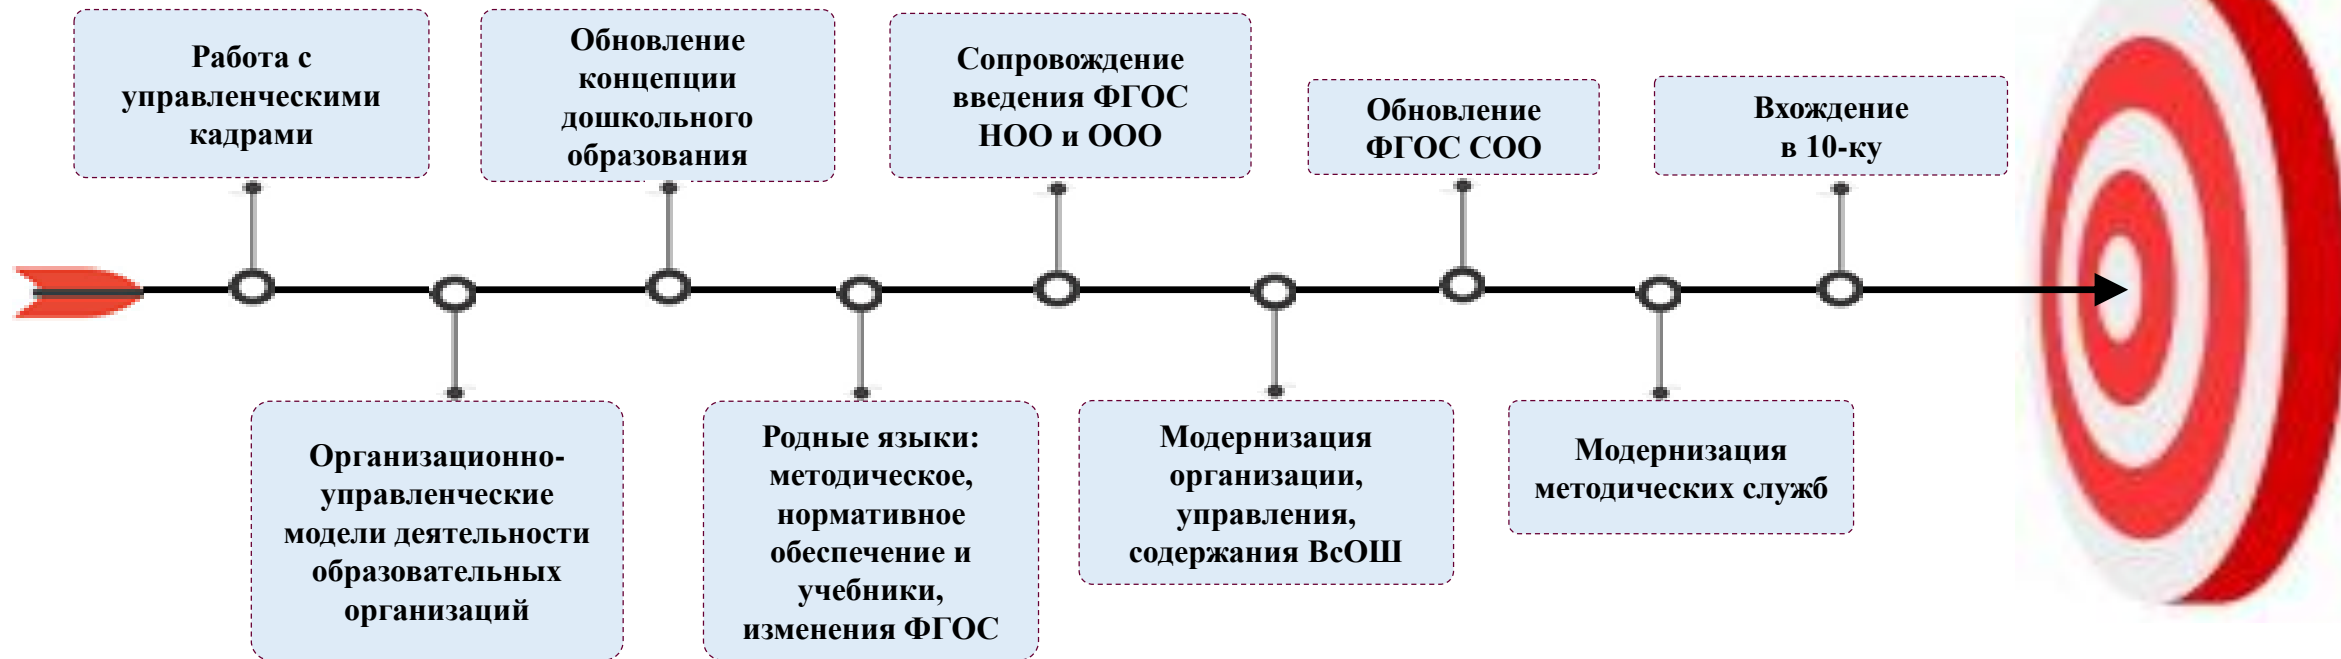 Работа с
управленческими
кадрами
Обновление
концепции
дошкольного
образования
Сопровождение
введения ФГОС
НОО и ООО
Обновление
ФГОС СОО
Вхождение
в 10-ку
Организационно-
управленческие
модели деятельности
образовательных
организаций
Родные языки:
методическое,
нормативное
обеспечение и
учебники,
изменения ФГОС
Модернизация
организации,
управления,
содержания ВсОШ
Модернизация
методических служб